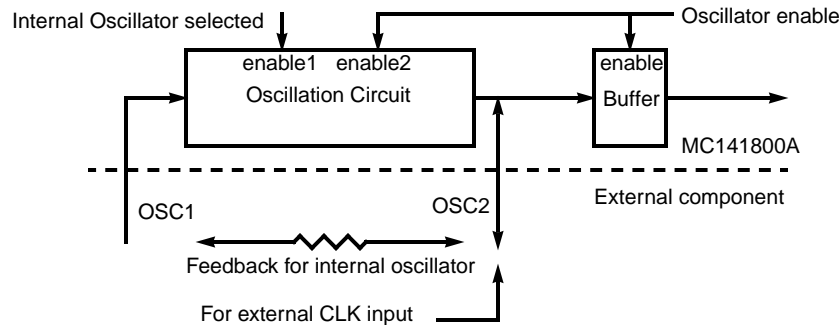 Internal Oscillator selected
Oscillator enable
enable1
enable2
enable
Oscillation Circuit
Buffer
MC141800A
External component
OSC1
OSC2
Feedback for internal oscillator
For external CLK input